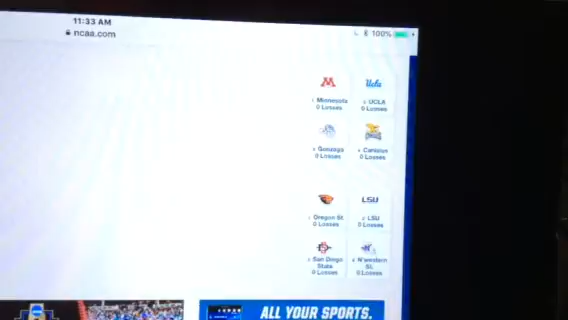 11:33 AM
ncaa.com
100%
M
Ucla
Minnesota
UCLA
0 Losses
0 Losses
Gonzaga
Canisius
0 Losses
0 Losses
LSU
Oregon St.
LSU
0 Losses
0 Losses
San Diego
N'western
State
St.
0 Losses
0 Losses
ALL YOUR SPORTS.